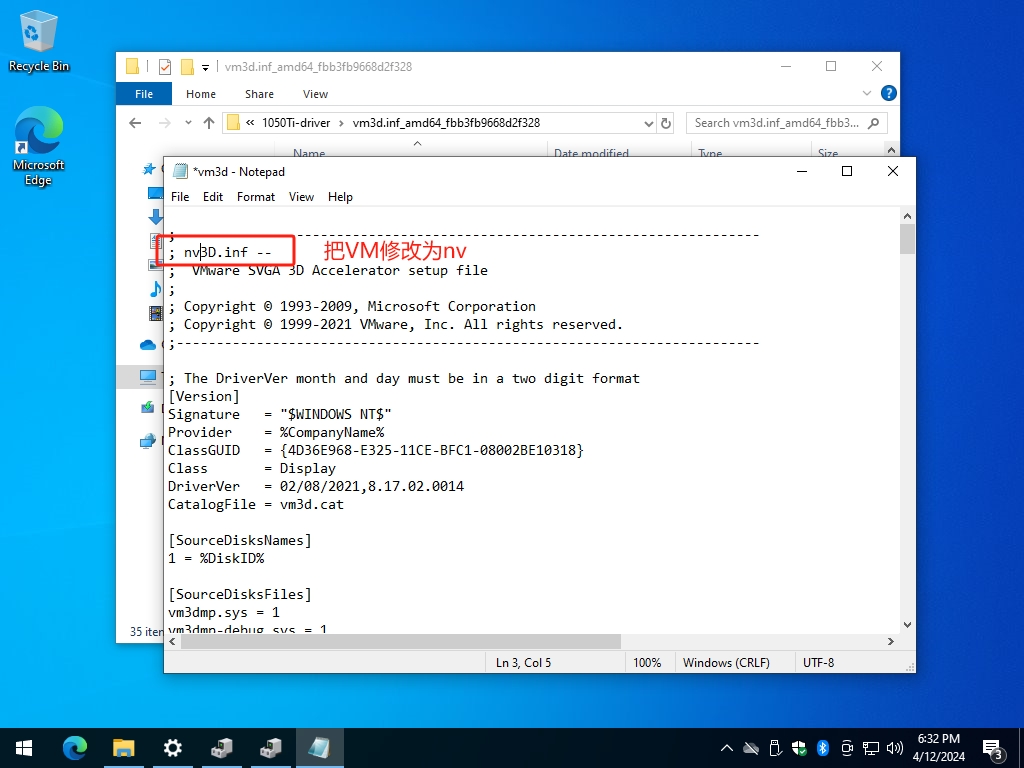 Recycle Bin
Microsoft
Edge
vm3d.inf_amd64_fbb3fb9668d2f328
File Home Share View
« 1050Ti-driver › vm3d.inf_amd64_fbb3fb9668d2f328
Search vm3d.inf_amd64_fbb3...
Name Date modified Type Size
*vm3d - Notepad
File Edit Format View Help
;-------------------------------------------------------------------------
; nv3D.inf --
把VM修改为nv
;  VMware SVGA 3D Accelerator setup file
;
; Copyright © 1993-2009, Microsoft Corporation
; Copyright © 1999-2021 VMware, Inc. All rights reserved.
;-------------------------------------------------------------------------
; The DriverVer month and day must be in a two digit format
[Version]
Signature   = "$WINDOWS NT$"
Provider    = %CompanyName%
ClassGUID   = {4D36E968-E325-11CE-BFC1-08002BE10318}
Class       = Display
DriverVer   = 02/08/2021,8.17.02.0014
CatalogFile = vm3d.cat
[SourceDisksNames]
1 = %DiskID%
[SourceDisksFiles]
vm3dmp.sys = 1
vm3dmp-debug.sys = 1
35 iten
Ln 3, Col 5 100% Windows (CRLF) UTF-8
6:32 PM
4/12/2024
3